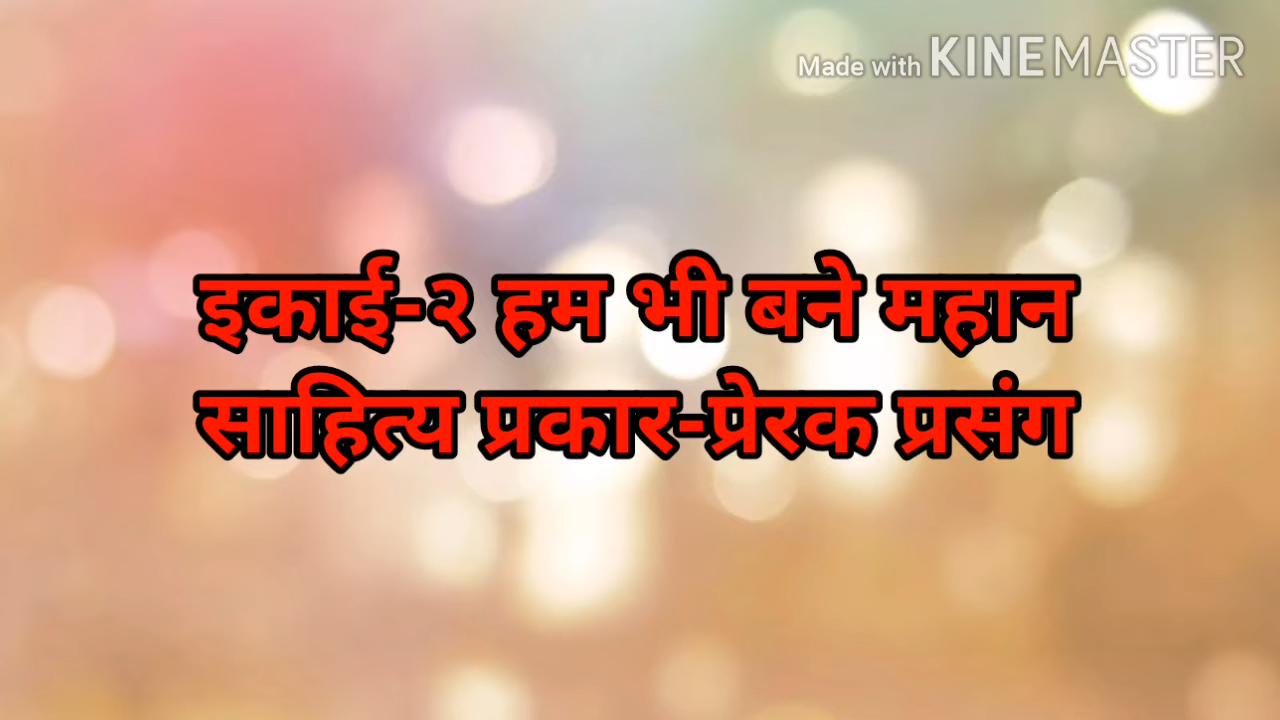 Made with KINEMASTER
इकाई-२ हम भी बने महान
साहित्य प्रकार-प्रेरक प्रसंग